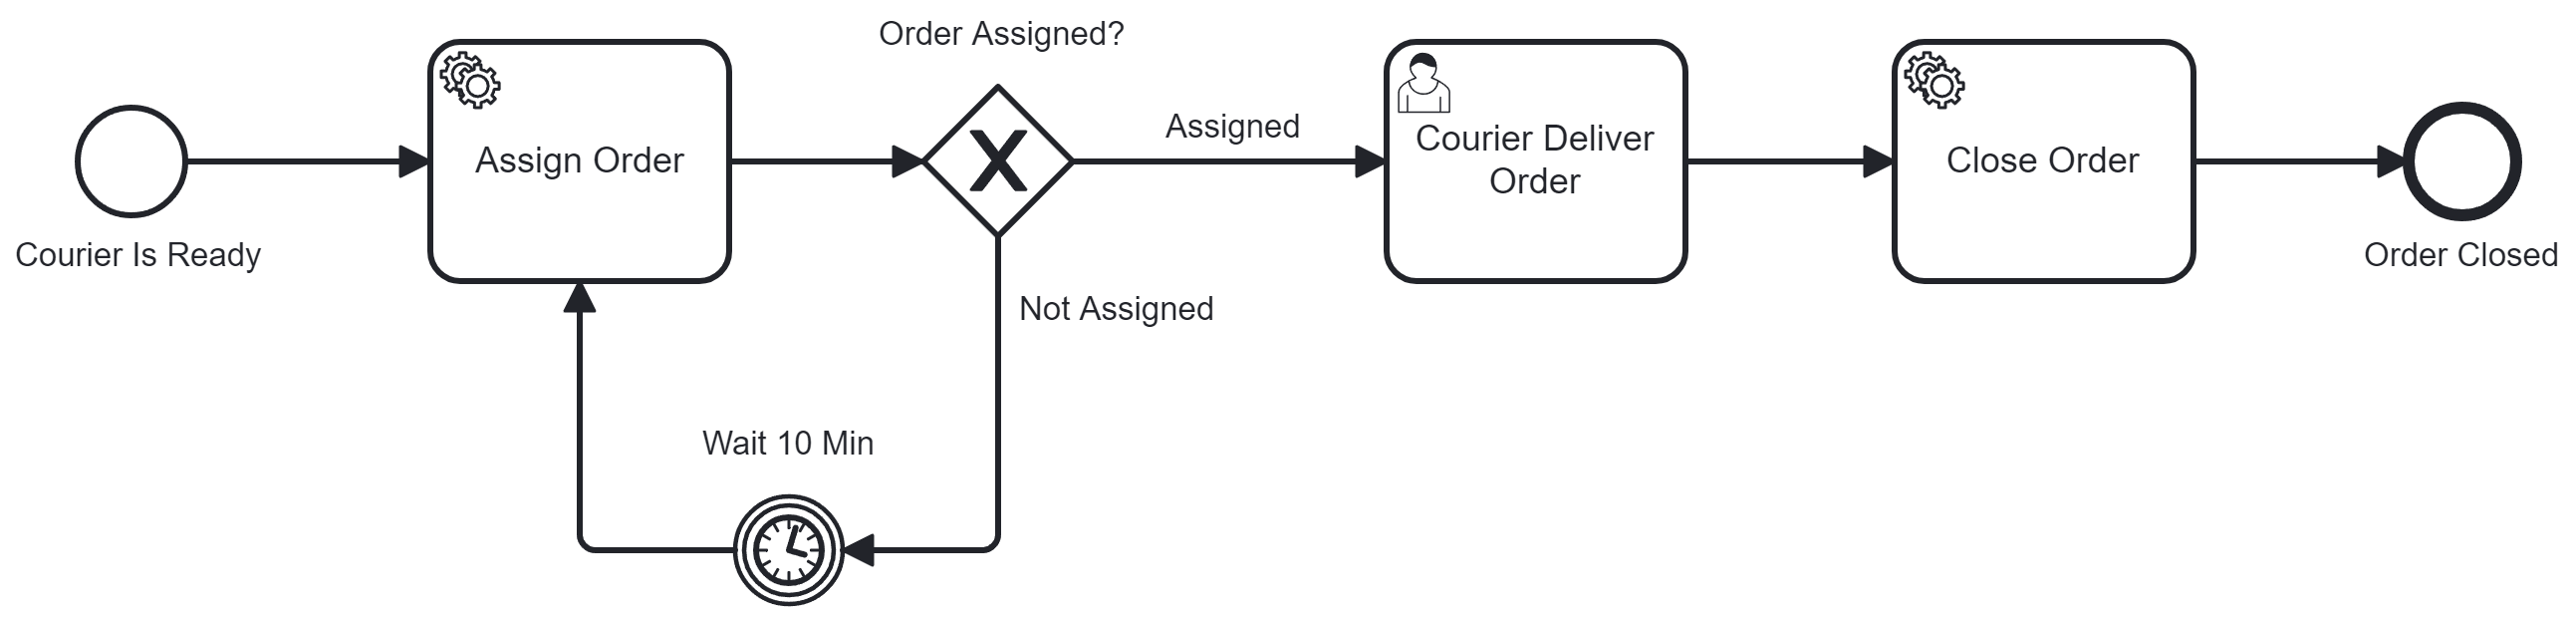 Order Assigned?
Assign Order
Assigned
Courier Deliver
Order
Close Order
Courier Is Ready
Order Closed
Not Assigned
Wait 10 Min